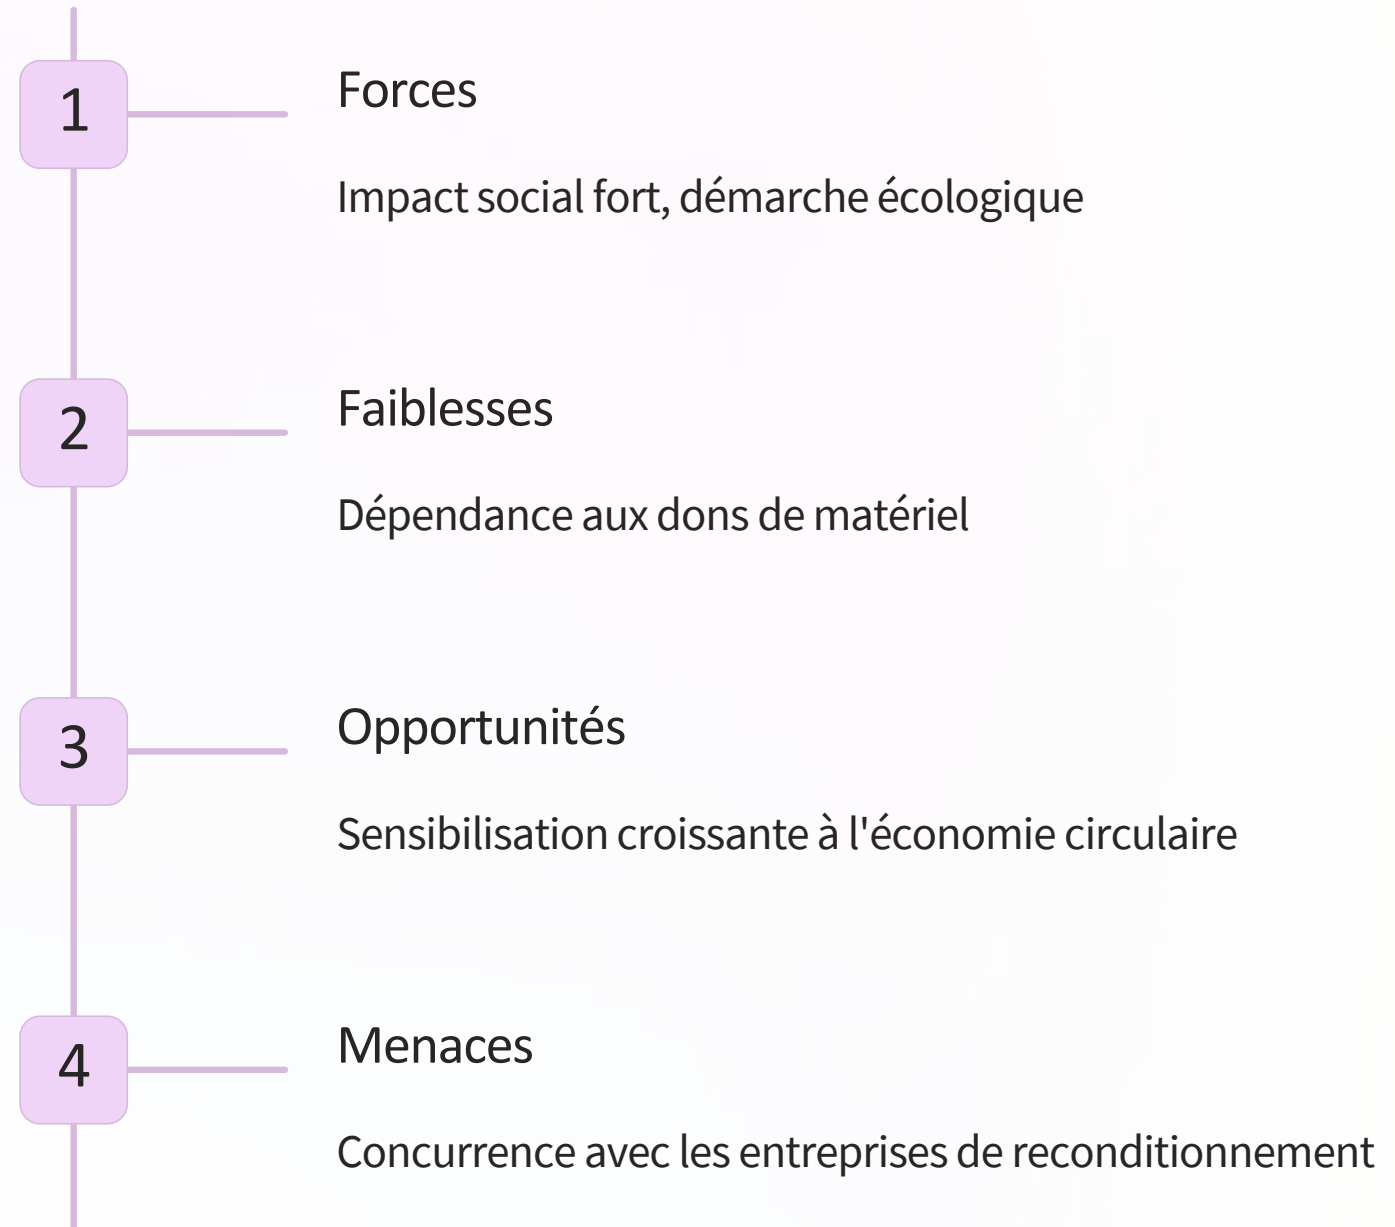 1
Forces
Impact social fort, démarche écologique
2
Faiblesses
Dépendance aux dons de matériel
3
Opportunités
Sensibilisation croissante à l'économie circulaire
4
Menaces
Concurrence avec les entreprises de reconditionnement